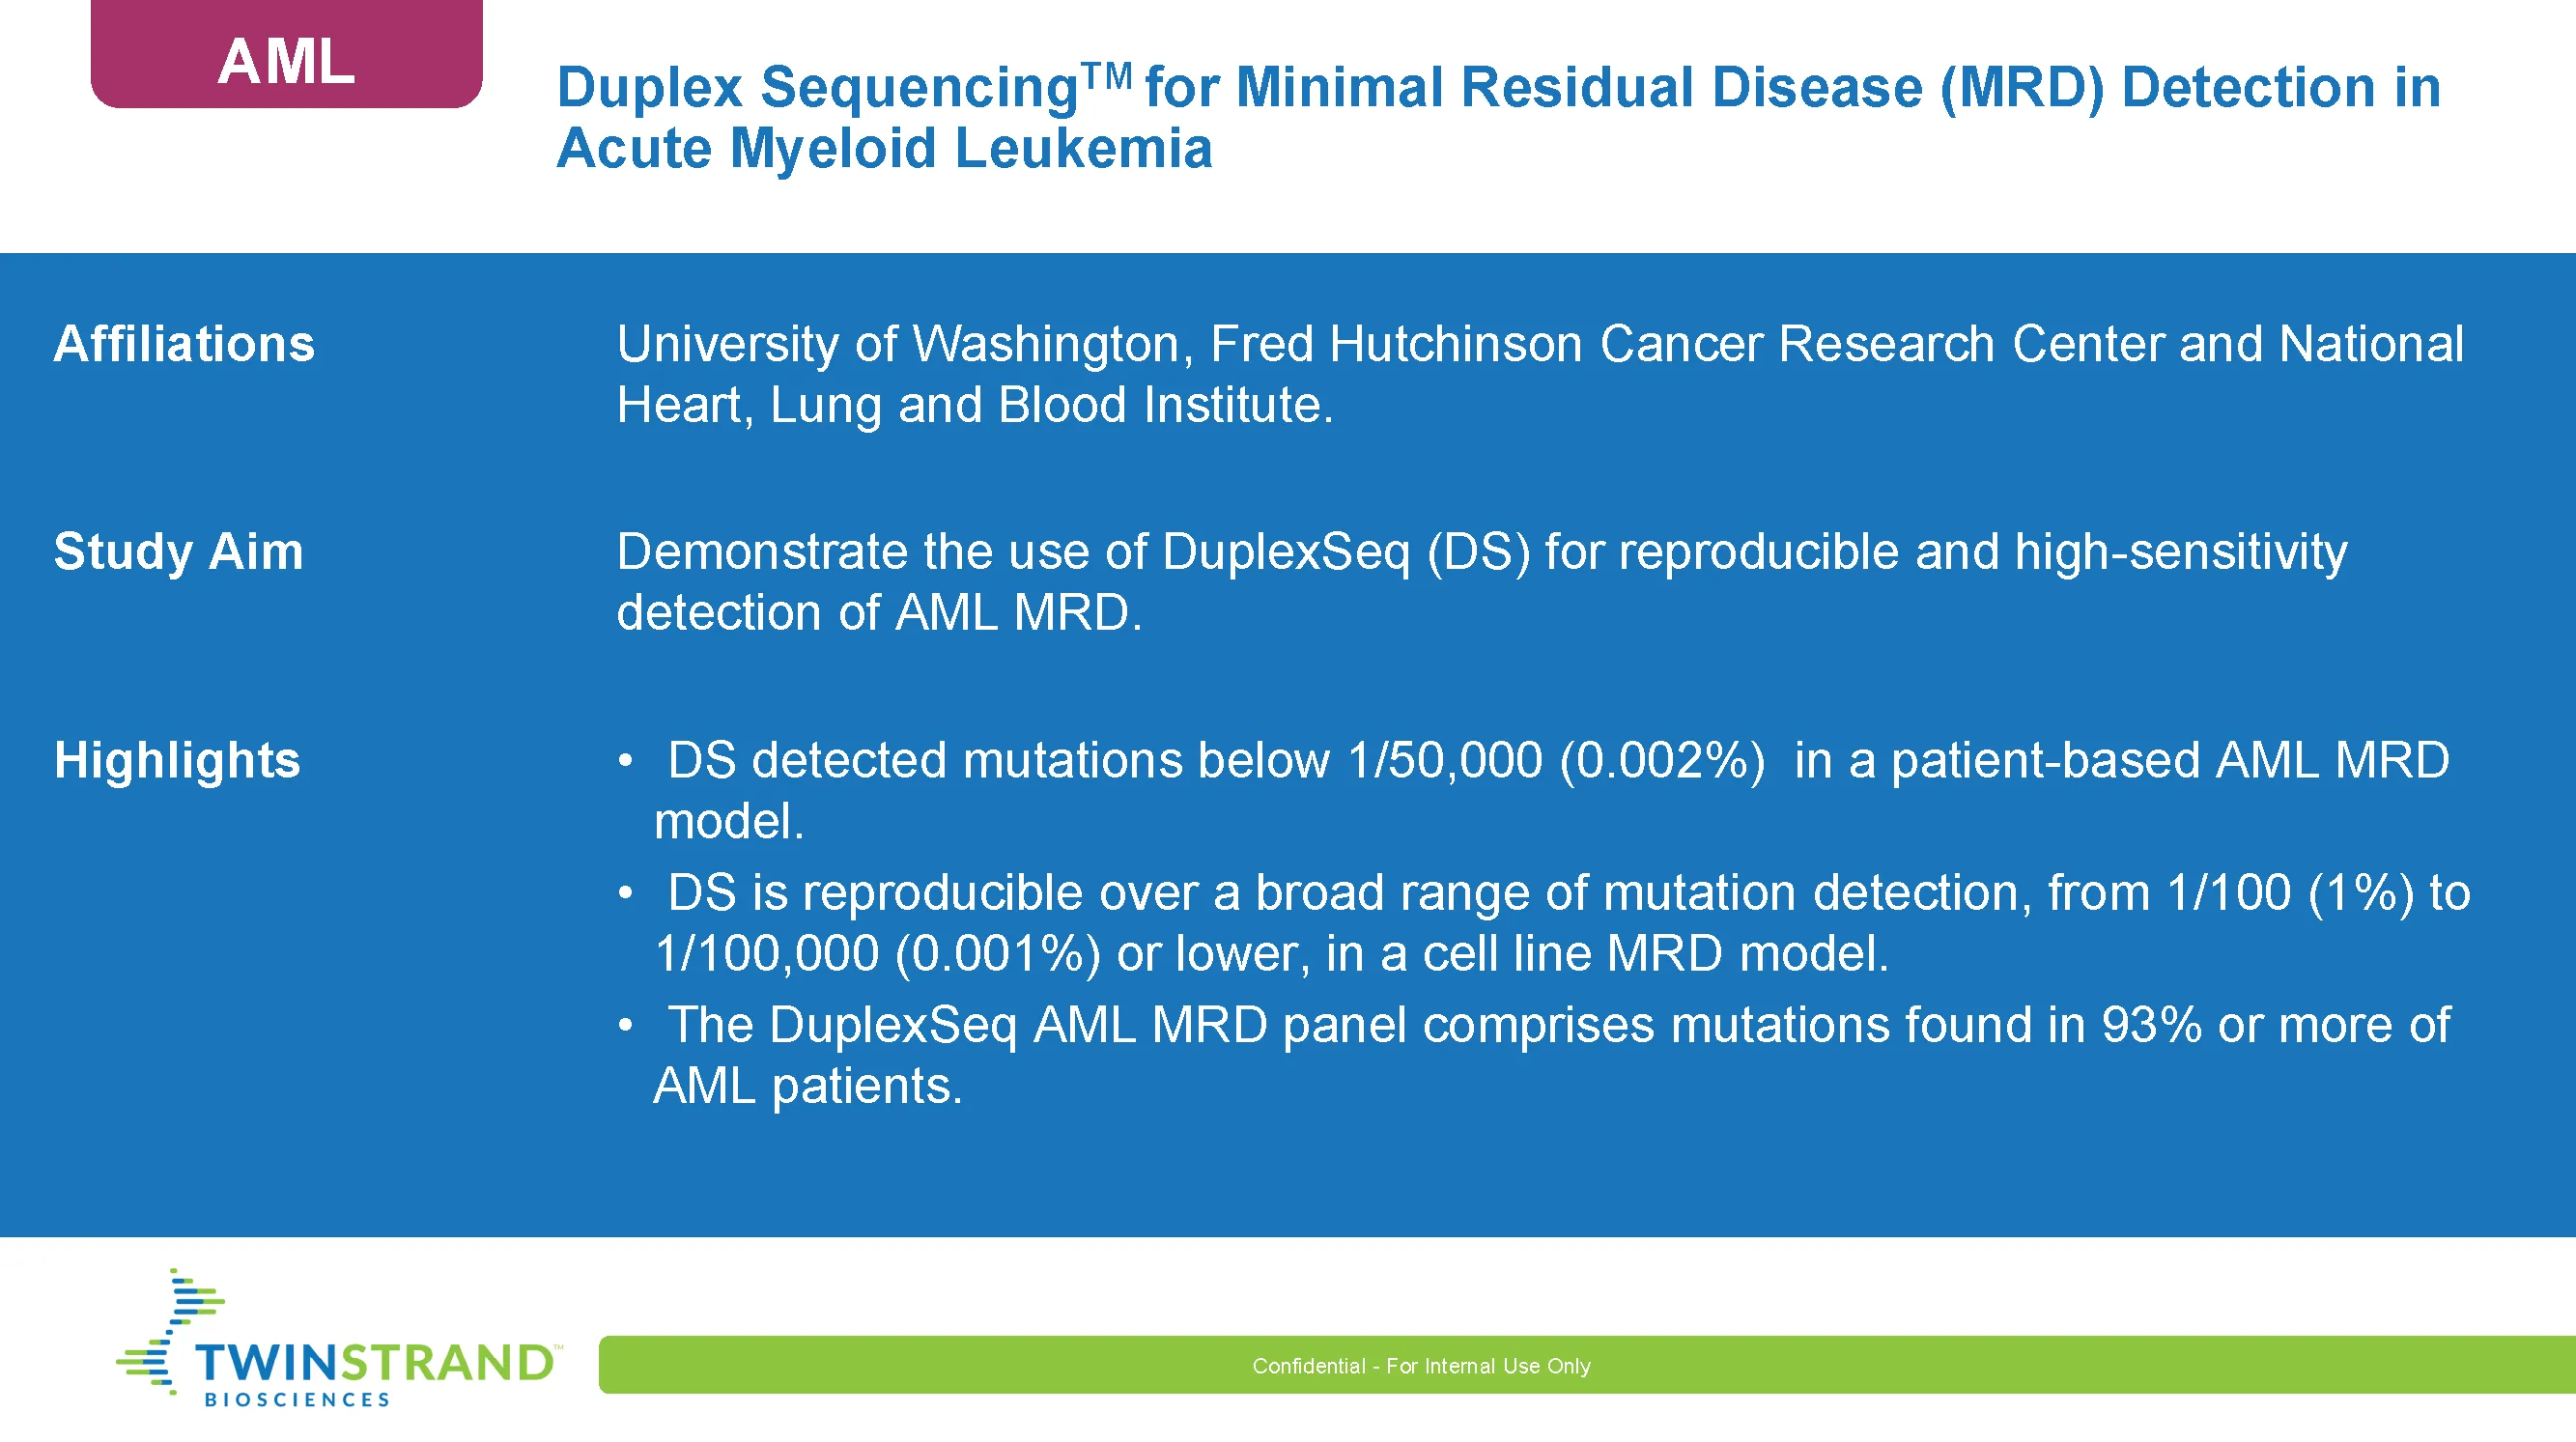 AML
Duplex Sequencing™ for Minimal Residual Disease (MRD) Detection in
Acute Myeloid Leukemia
Affiliations
University of Washington, Fred Hutchinson Cancer Research Center and National
Heart, Lung and Blood Institute.
Study Aim
Demonstrate the use of DuplexSeq (DS) for reproducible and high-sensitivity
detection of AML MRD.
Highlights
• DS detected mutations below 1/50,000 (0.002%)  in a patient-based AML MRD
model.
• DS is reproducible over a broad range of mutation detection, from 1/100 (1%) to
1/100,000 (0.001%) or lower, in a cell line MRD model.
• The DuplexSeq AML MRD panel comprises mutations found in 93% or more of
AML patients.
TWINSTRAND™
BIOSCIENCES
Confidential - For Internal Use Only